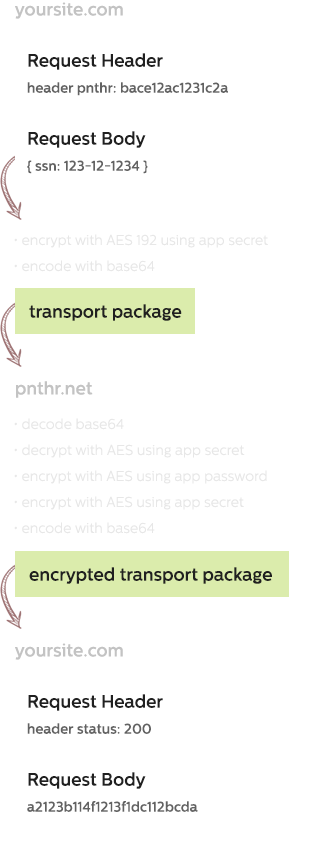 yoursite.com
Request Header
header pnthr: bace12ac1231c2a
Request Body
{ ssn: 123-12-1234 }
· encrypt with AES 192 using app secret
· encode with base64
transport package
pnthr.net
· decode base64
· decrypt with AES using app secret
· encrypt with AES using app password
· encrypt with AES using app secret
· encode with base64
encrypted transport package
yoursite.com
Request Header
header status: 200
Request Body
a2123b114f1213f1dc112bcda